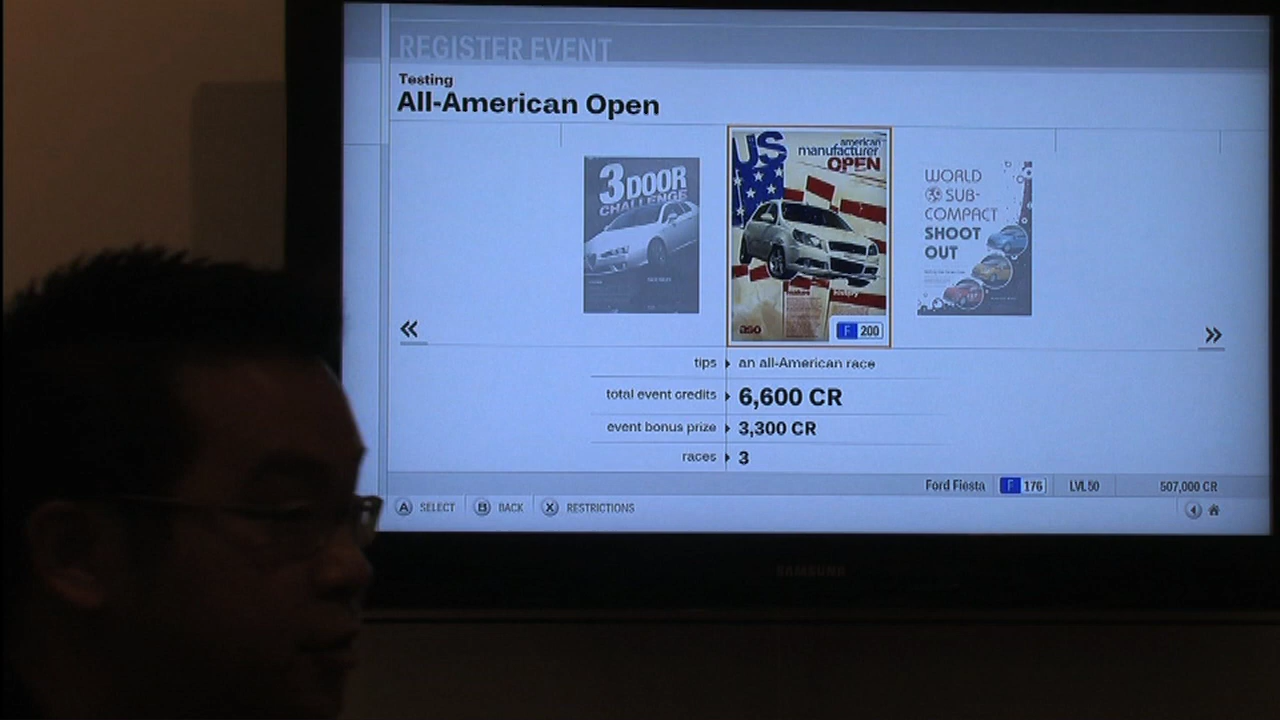 REGISTER EVENT
Testing
All-American Open
3DOOR
CHALLENGE
US
american
manufacturer
OPEN
F 200
WORLD
SUB-
COMPACT
SHOOT
OUT
«
»
tips an all-American race
total event credits 6,600 CR
event bonus prize 3,300 CR
races 3
Ford Fiesta F 176 LVL 50 507,000 CR
A SELECT B BACK X RESTRICTIONS
SAMSUNG